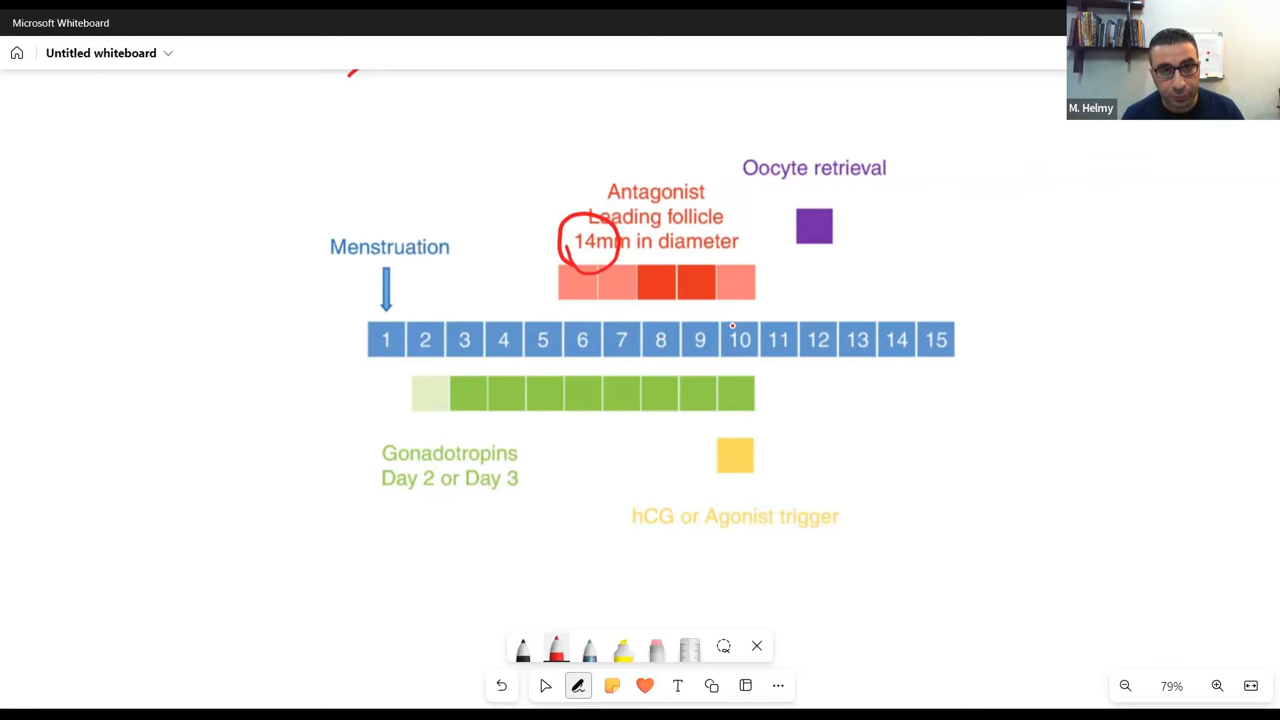 Microsoft Whiteboard
Untitled whiteboard
M. Helmy
Oocyte retrieval
Antagonist
Leading follicle
14mm in diameter
Menstruation
1 2 3 4 5 6 7 8 9 10 11 12 13 14 15
Gonadotropins
Day 2 or Day 3
hCG or Agonist trigger
T
79%